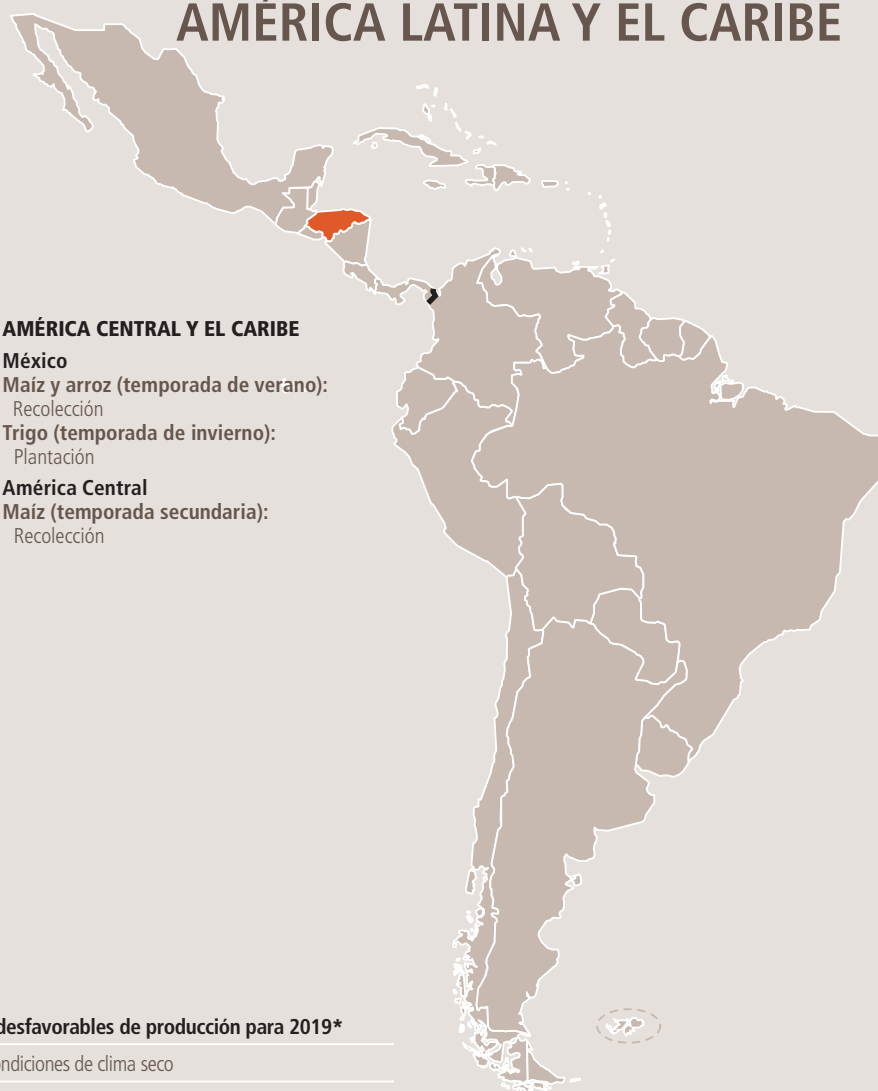 AMÉRICA LATINA Y EL CARIBE
AMÉRICA CENTRAL Y EL CARIBE
México
Maíz y arroz (temporada de verano):
Recolección
Trigo (temporada de invierno):
Plantación
América Central
Maíz (temporada secundaria):
Recolección
desfavorables de producción para 2019*
ondiciones de clima seco